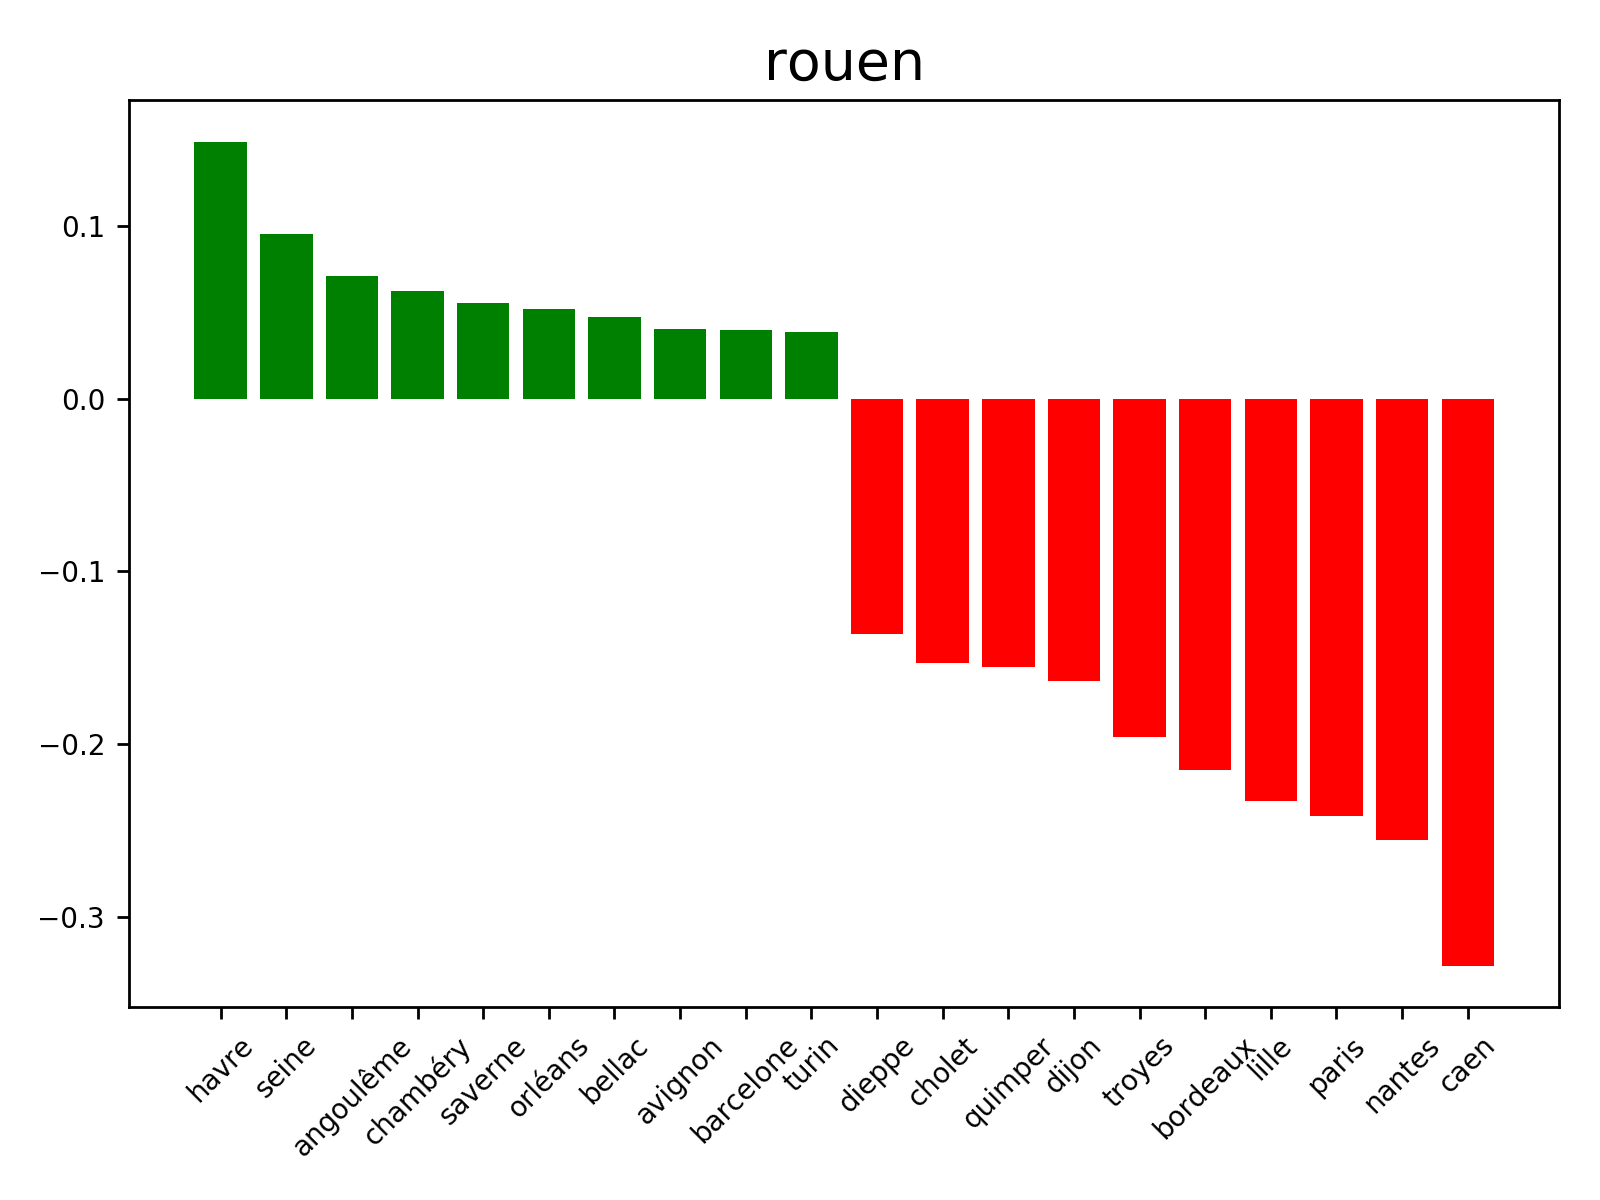 rouen
0.1
0.0
−0.1
−0.2
−0.3
havre
seine
angoulême
chambéry
saverne
orléans
bellac
avignon
barcelone
turin
dieppe
cholet
quimper
dijon
troyes
bordeaux
lille
paris
nantes
caen